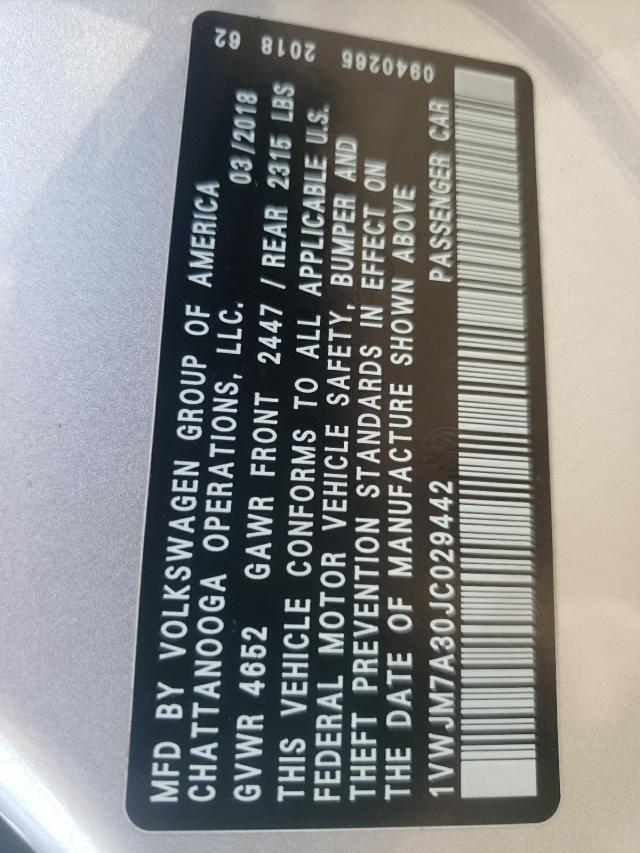 MFD BY VOLKSWAGEN GROUP OF AMERICA
CHATTANOOGA OPERATIONS, LLC. 03/2018
GVWR 4652 GAWR FRONT 2447 / REAR 2315 LBS
THIS VEHICLE CONFORMS TO ALL APPLICABLE U.S.
FEDERAL MOTOR VEHICLE SAFETY, BUMPER AND
THEFT PREVENTION STANDARDS IN EFFECT ON
THE DATE OF MANUFACTURE SHOWN ABOVE
1VWJM7A30JC029442 PASSENGER CAR
62 2018 2018 0940265